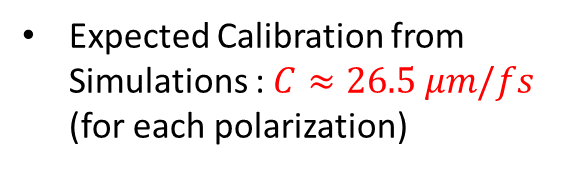 • Expected Calibration from
Simulations : C ≈ 26.5 μm/fs
(for each polarization)